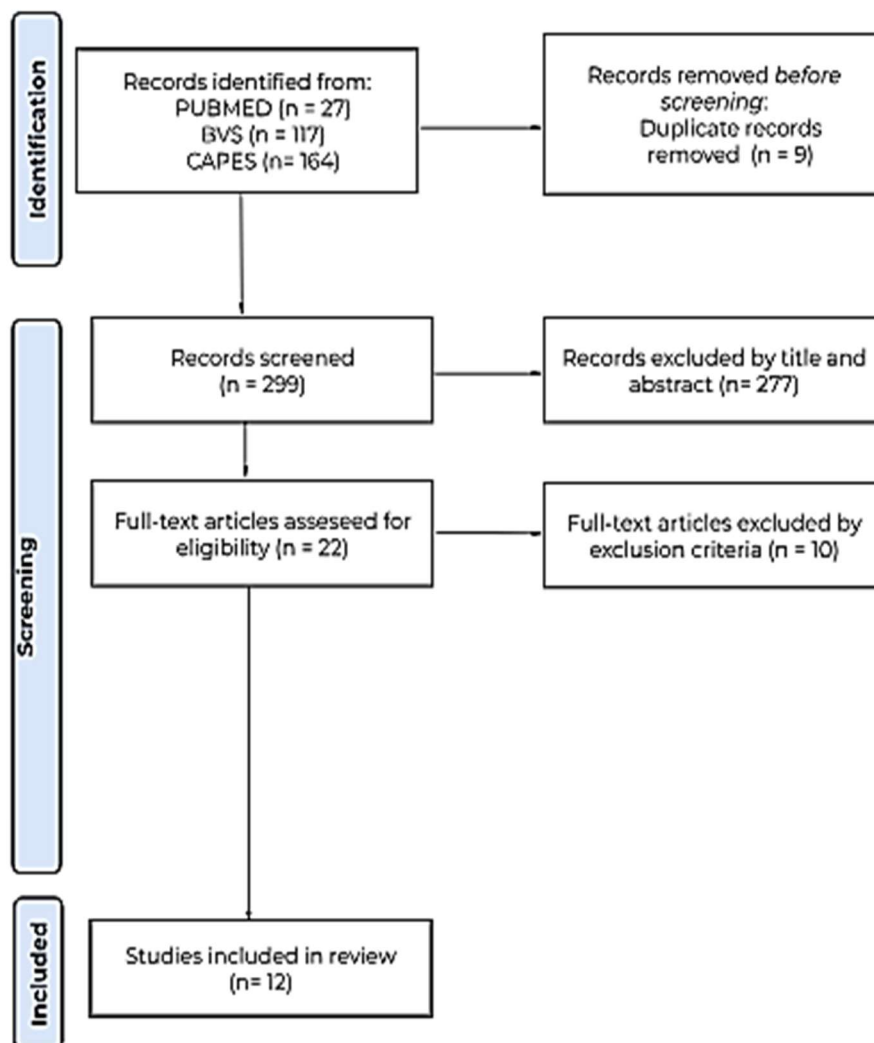 Identification
Records identified from:
PUBMED (n = 27)
BVS (n = 117)
CAPES (n= 164)
Records removed before
screening:
Duplicate records
removed (n = 9)
Screening
Records screened
(n = 299)
Records excluded by title and
abstract (n= 277)
Full-text articles asseseed for
eligibility (n = 22)
Full-text articles excluded by
exclusion criteria (n = 10)
Included
Studies included in review
(n= 12)